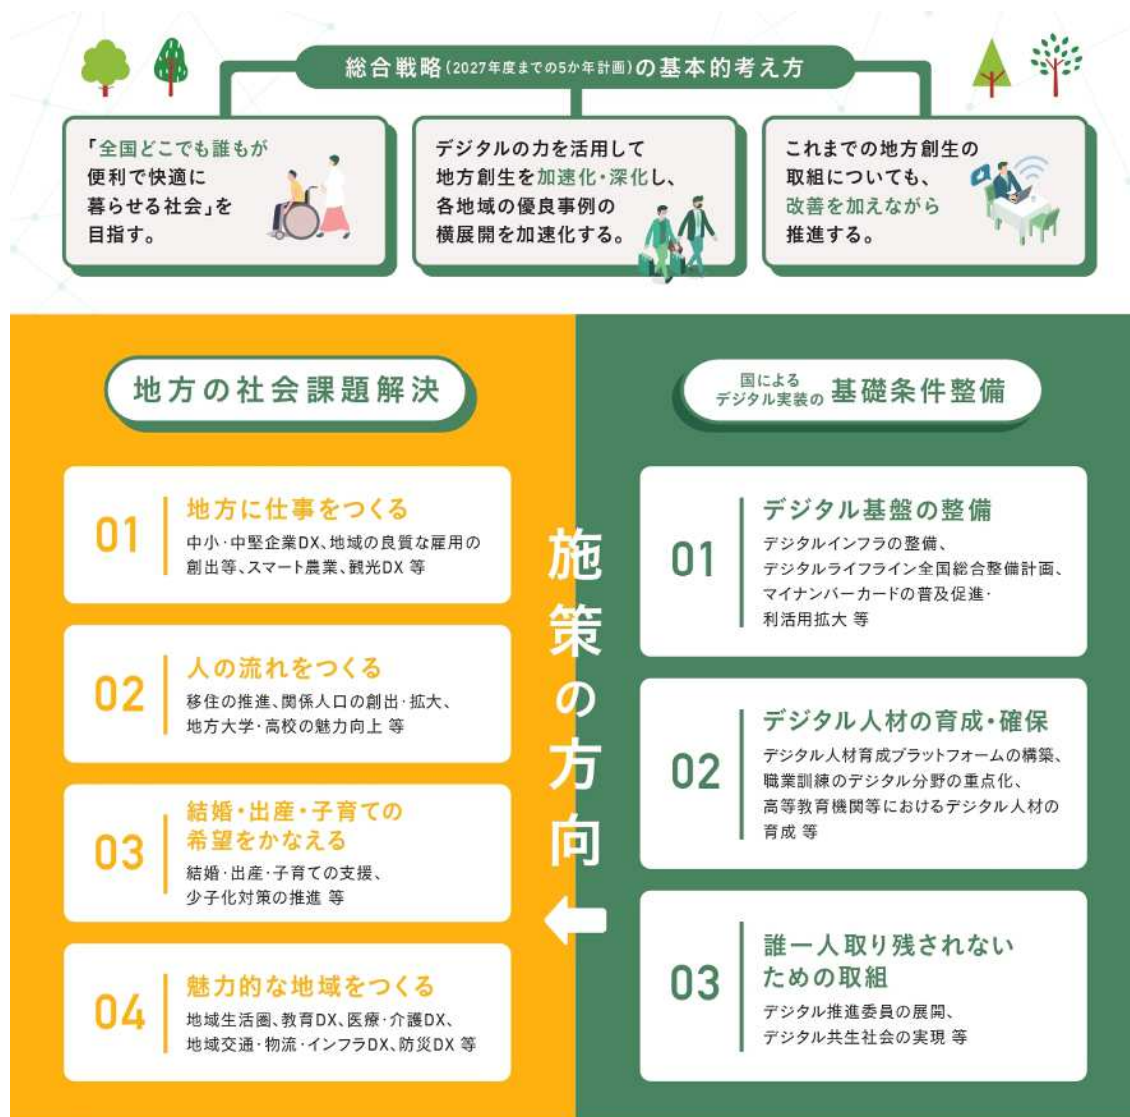 総合戦略(2027年度までの5か年計画)の基本的考え方
「全国どこでも誰もが
便利で快適に
暮らせる社会」を
目指す。
デジタルの力を活用して
地方創生を加速化・深化し、
各地域の優良事例の
横展開を加速化する。
これまでの地方創生の
取組についても、
改善を加えながら
推進する。
施策の方向
地方の社会課題解決
01
地方に仕事をつくる
中小・中堅企業DX、地域の良質な雇用の
創出等、スマート農業、観光DX 等
02
人の流れをつくる
移住の推進、関係人口の創出・拡大、
地方大学・高校の魅力向上 等
03
結婚・出産・子育ての
希望をかなえる
結婚・出産・子育ての支援、
少子化対策の推進 等
04
魅力的な地域をつくる
地域生活圏、教育DX、医療・介護DX、
地域交通・物流・インフラDX、防災DX 等
国による
デジタル実装の 基礎条件整備
01
デジタル基盤の整備
デジタルインフラの整備、
デジタルライフライン全国総合整備計画、
マイナンバーカードの普及促進・
利活用拡大 等
02
デジタル人材の育成・確保
デジタル人材育成プラットフォームの構築、
職業訓練のデジタル分野の重点化、
高等教育機関等におけるデジタル人材の
育成 等
03
誰一人取り残されない
ための取組
デジタル推進委員の展開、
デジタル共生社会の実現 等